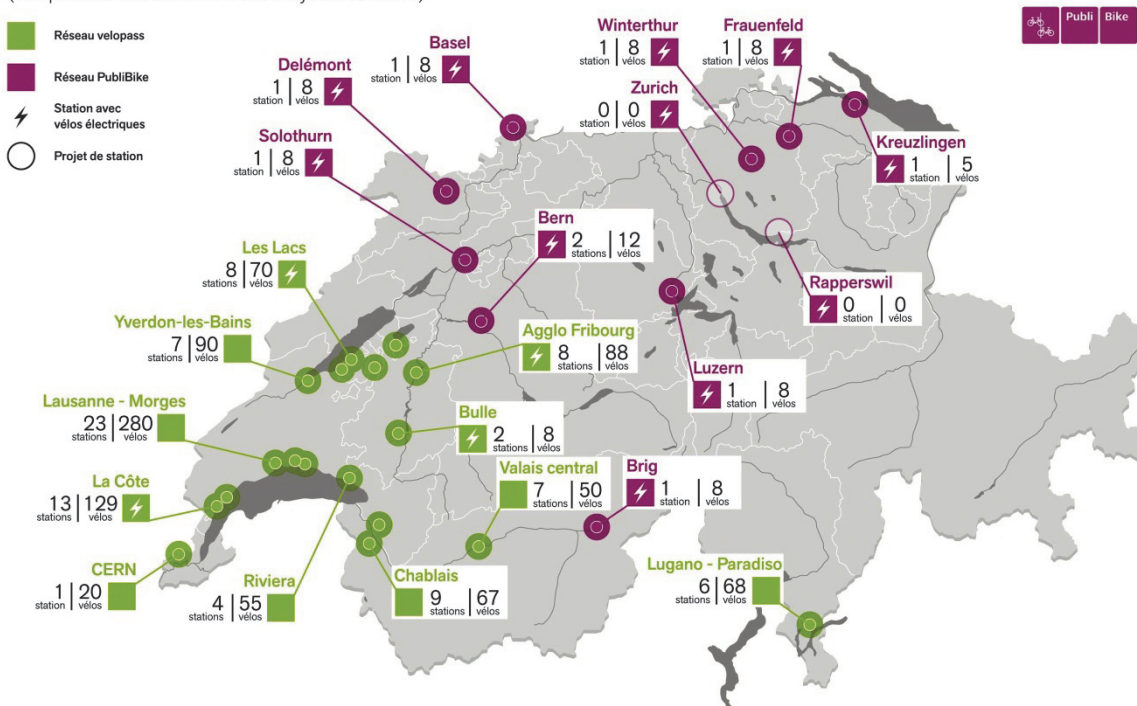 Réseau velopass
Réseau PubliBike
Station avec
vélos électriques
Projet de station
Publi Bike
Basel
1 | 8
station vélos
Delémont
1 | 8
station vélos
Solothurn
1 | 8
station vélos
Winterthur
1 | 8
station vélos
Frauenfeld
1 | 8
station vélos
Zurich
0 | 0
station vélos
Kreuzlingen
1 | 5
station vélos
Bern
2 | 12
stations vélos
Rapperswil
0 | 0
station vélos
Luzern
1 | 8
station vélos
Les Lacs
8 | 70
stations vélos
Yverdon-les-Bains
7 | 90
stations vélos
Agglo Fribourg
8 | 88
stations vélos
Lausanne - Morges
23 | 280
stations vélos
Bulle
2 | 8
stations vélos
La Côte
13 | 129
stations vélos
Valais central
7 | 50
stations vélos
Brig
1 | 8
station vélos
CERN
1 | 20
station vélos
Riviera
4 | 55
stations vélos
Chablais
9 | 67
stations vélos
Lugano - Paradiso
6 | 68
stations vélos